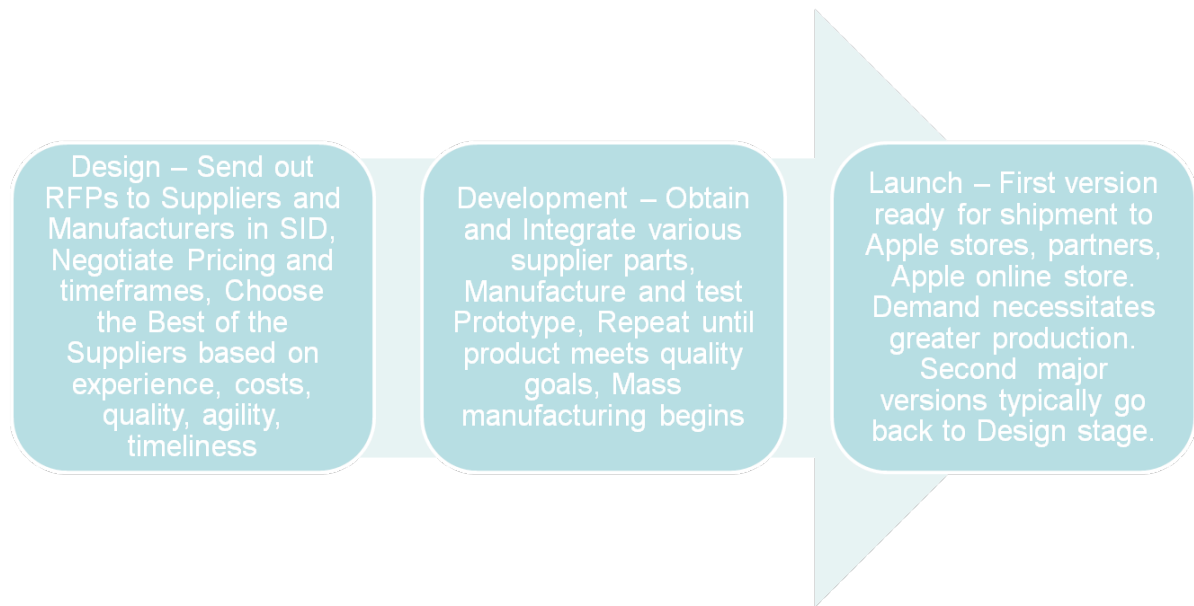 Design – Send out
RFPs to Suppliers and
Manufacturers in SID,
Negotiate Pricing and
timeframes, Choose
the Best of the
Suppliers based on
experience, costs,
quality, agility,
timeliness
Development – Obtain
and Integrate various
supplier parts,
Manufacture and test
Prototype, Repeat until
product meets quality
goals, Mass
manufacturing begins
Launch – First version
ready for shipment to
Apple stores, partners,
Apple online store.
Demand necessitates
greater production.
Second major
versions typically go
back to Design stage.